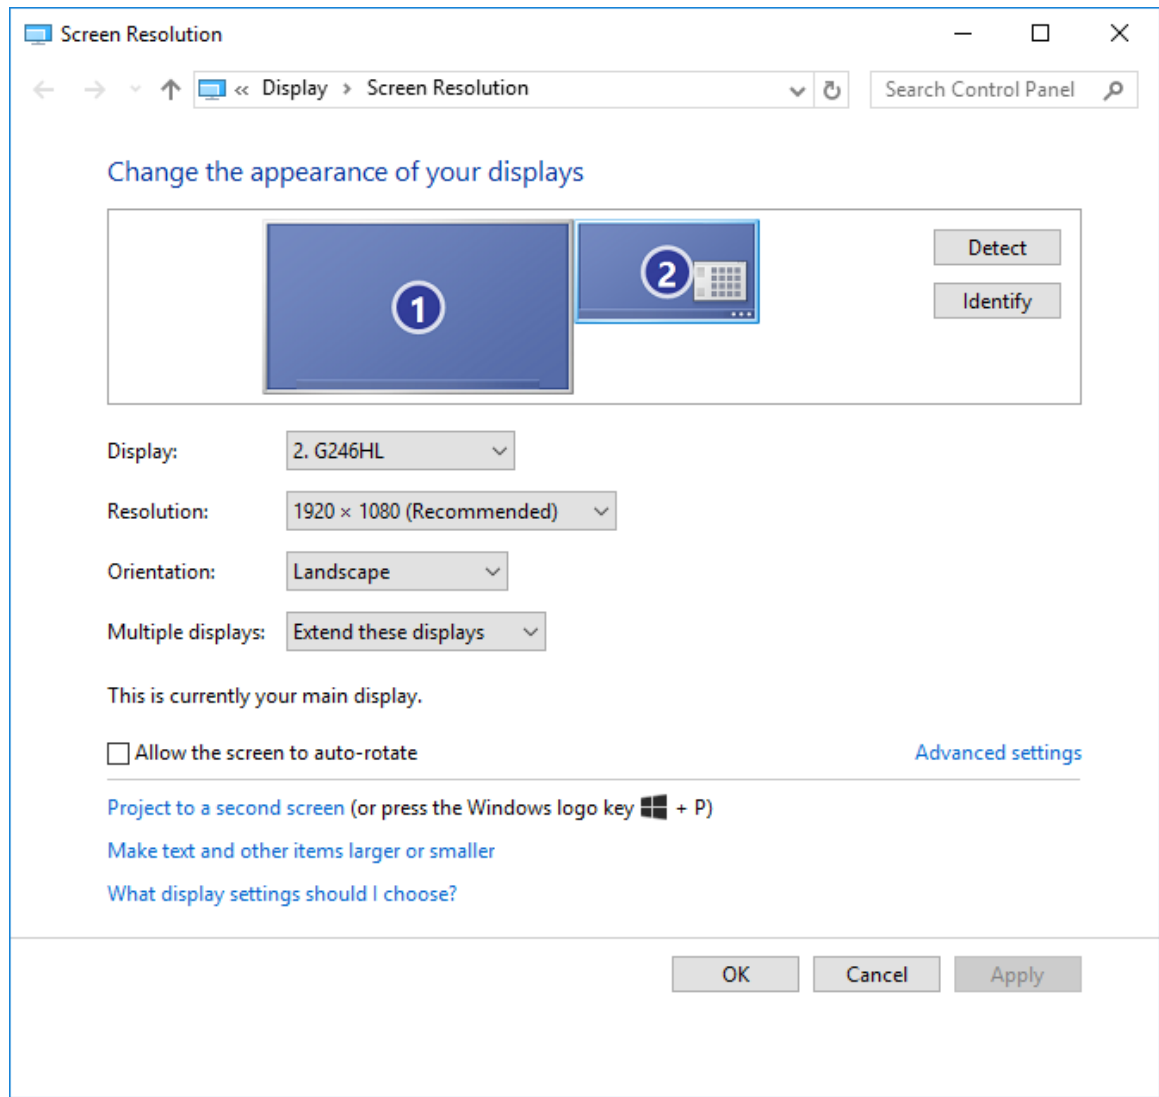 Screen Resolution
« Display › Screen Resolution
Search Control Panel
Change the appearance of your displays
1
2
Detect
Identify
Display: 2. G246HL
Resolution: 1920 × 1080 (Recommended)
Orientation: Landscape
Multiple displays: Extend these displays
This is currently your main display.
Allow the screen to auto-rotate
Advanced settings
Project to a second screen (or press the Windows logo key + P)
Make text and other items larger or smaller
What display settings should I choose?
OK
Cancel
Apply